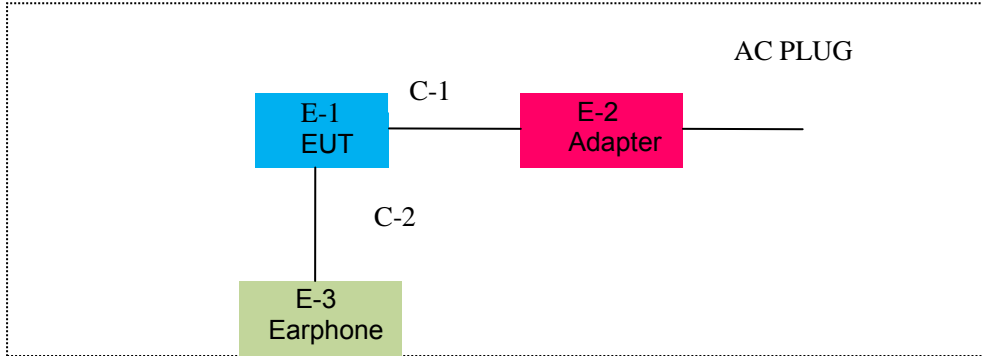 AC PLUG
C-1
E-1
EUT
E-2
Adapter
C-2
E-3
Earphone